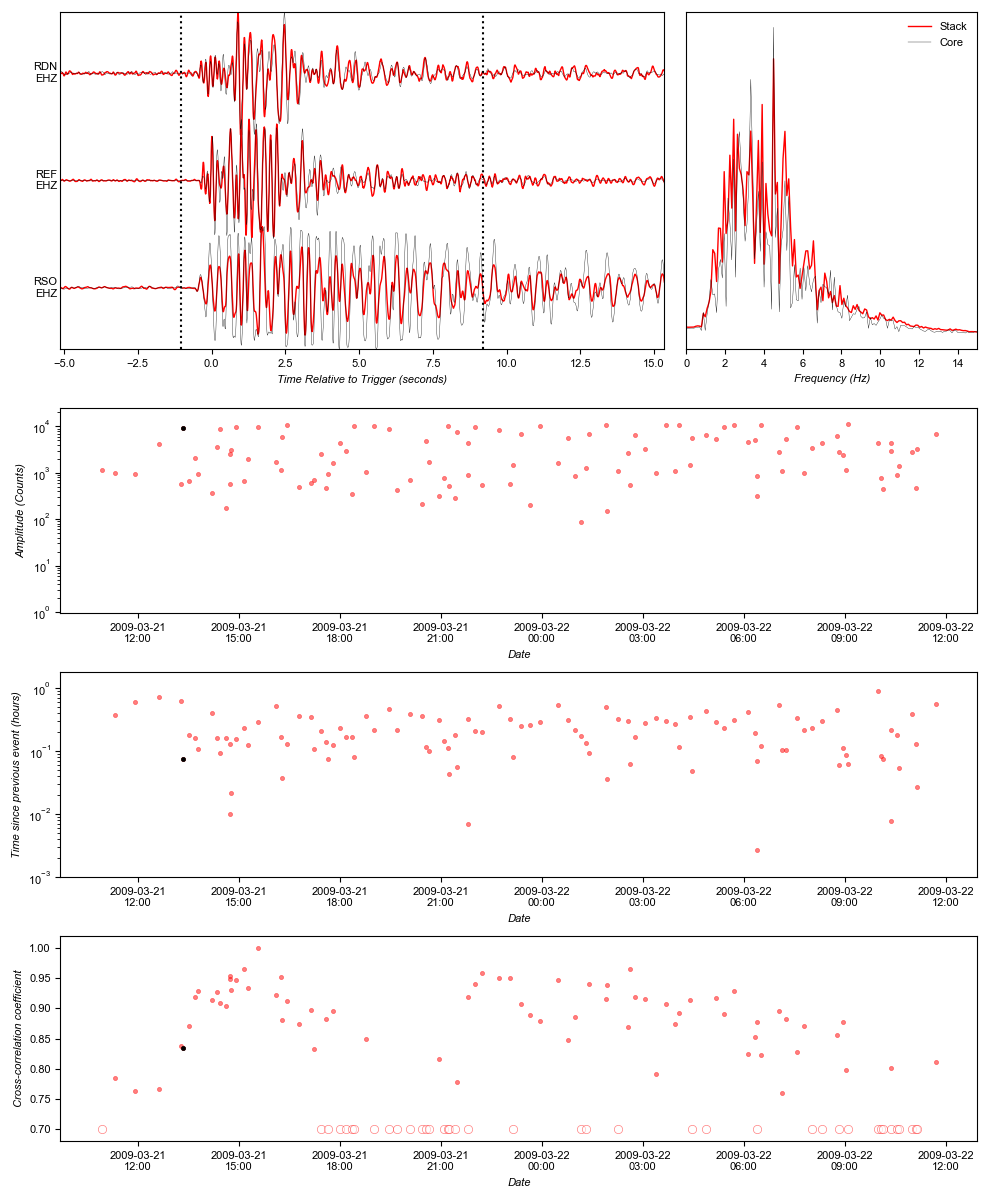 RDN
EHZ
REF
EHZ
RSO
EHZ
−5.0 −2.5 0.0 2.5 5.0 7.5 10.0 12.5 15.0
Time Relative to Trigger (seconds)
Stack
Core
0 2 4 6 8 10 12 14
Frequency (Hz)
Amplitude (Counts)
10⁴
10³
10²
10¹
10⁰
2009-03-21 2009-03-21 2009-03-21 2009-03-21 2009-03-22 2009-03-22 2009-03-22 2009-03-22 2009-03-22
12:00 15:00 18:00 21:00 00:00 03:00 06:00 09:00 12:00
Date
Time since previous event (hours)
10⁰
10⁻¹
10⁻²
10⁻³
2009-03-21 2009-03-21 2009-03-21 2009-03-21 2009-03-22 2009-03-22 2009-03-22 2009-03-22 2009-03-22
12:00 15:00 18:00 21:00 00:00 03:00 06:00 09:00 12:00
Date
Cross-correlation coefficient
1.00
0.95
0.90
0.85
0.80
0.75
0.70
2009-03-21 2009-03-21 2009-03-21 2009-03-21 2009-03-22 2009-03-22 2009-03-22 2009-03-22 2009-03-22
12:00 15:00 18:00 21:00 00:00 03:00 06:00 09:00 12:00
Date